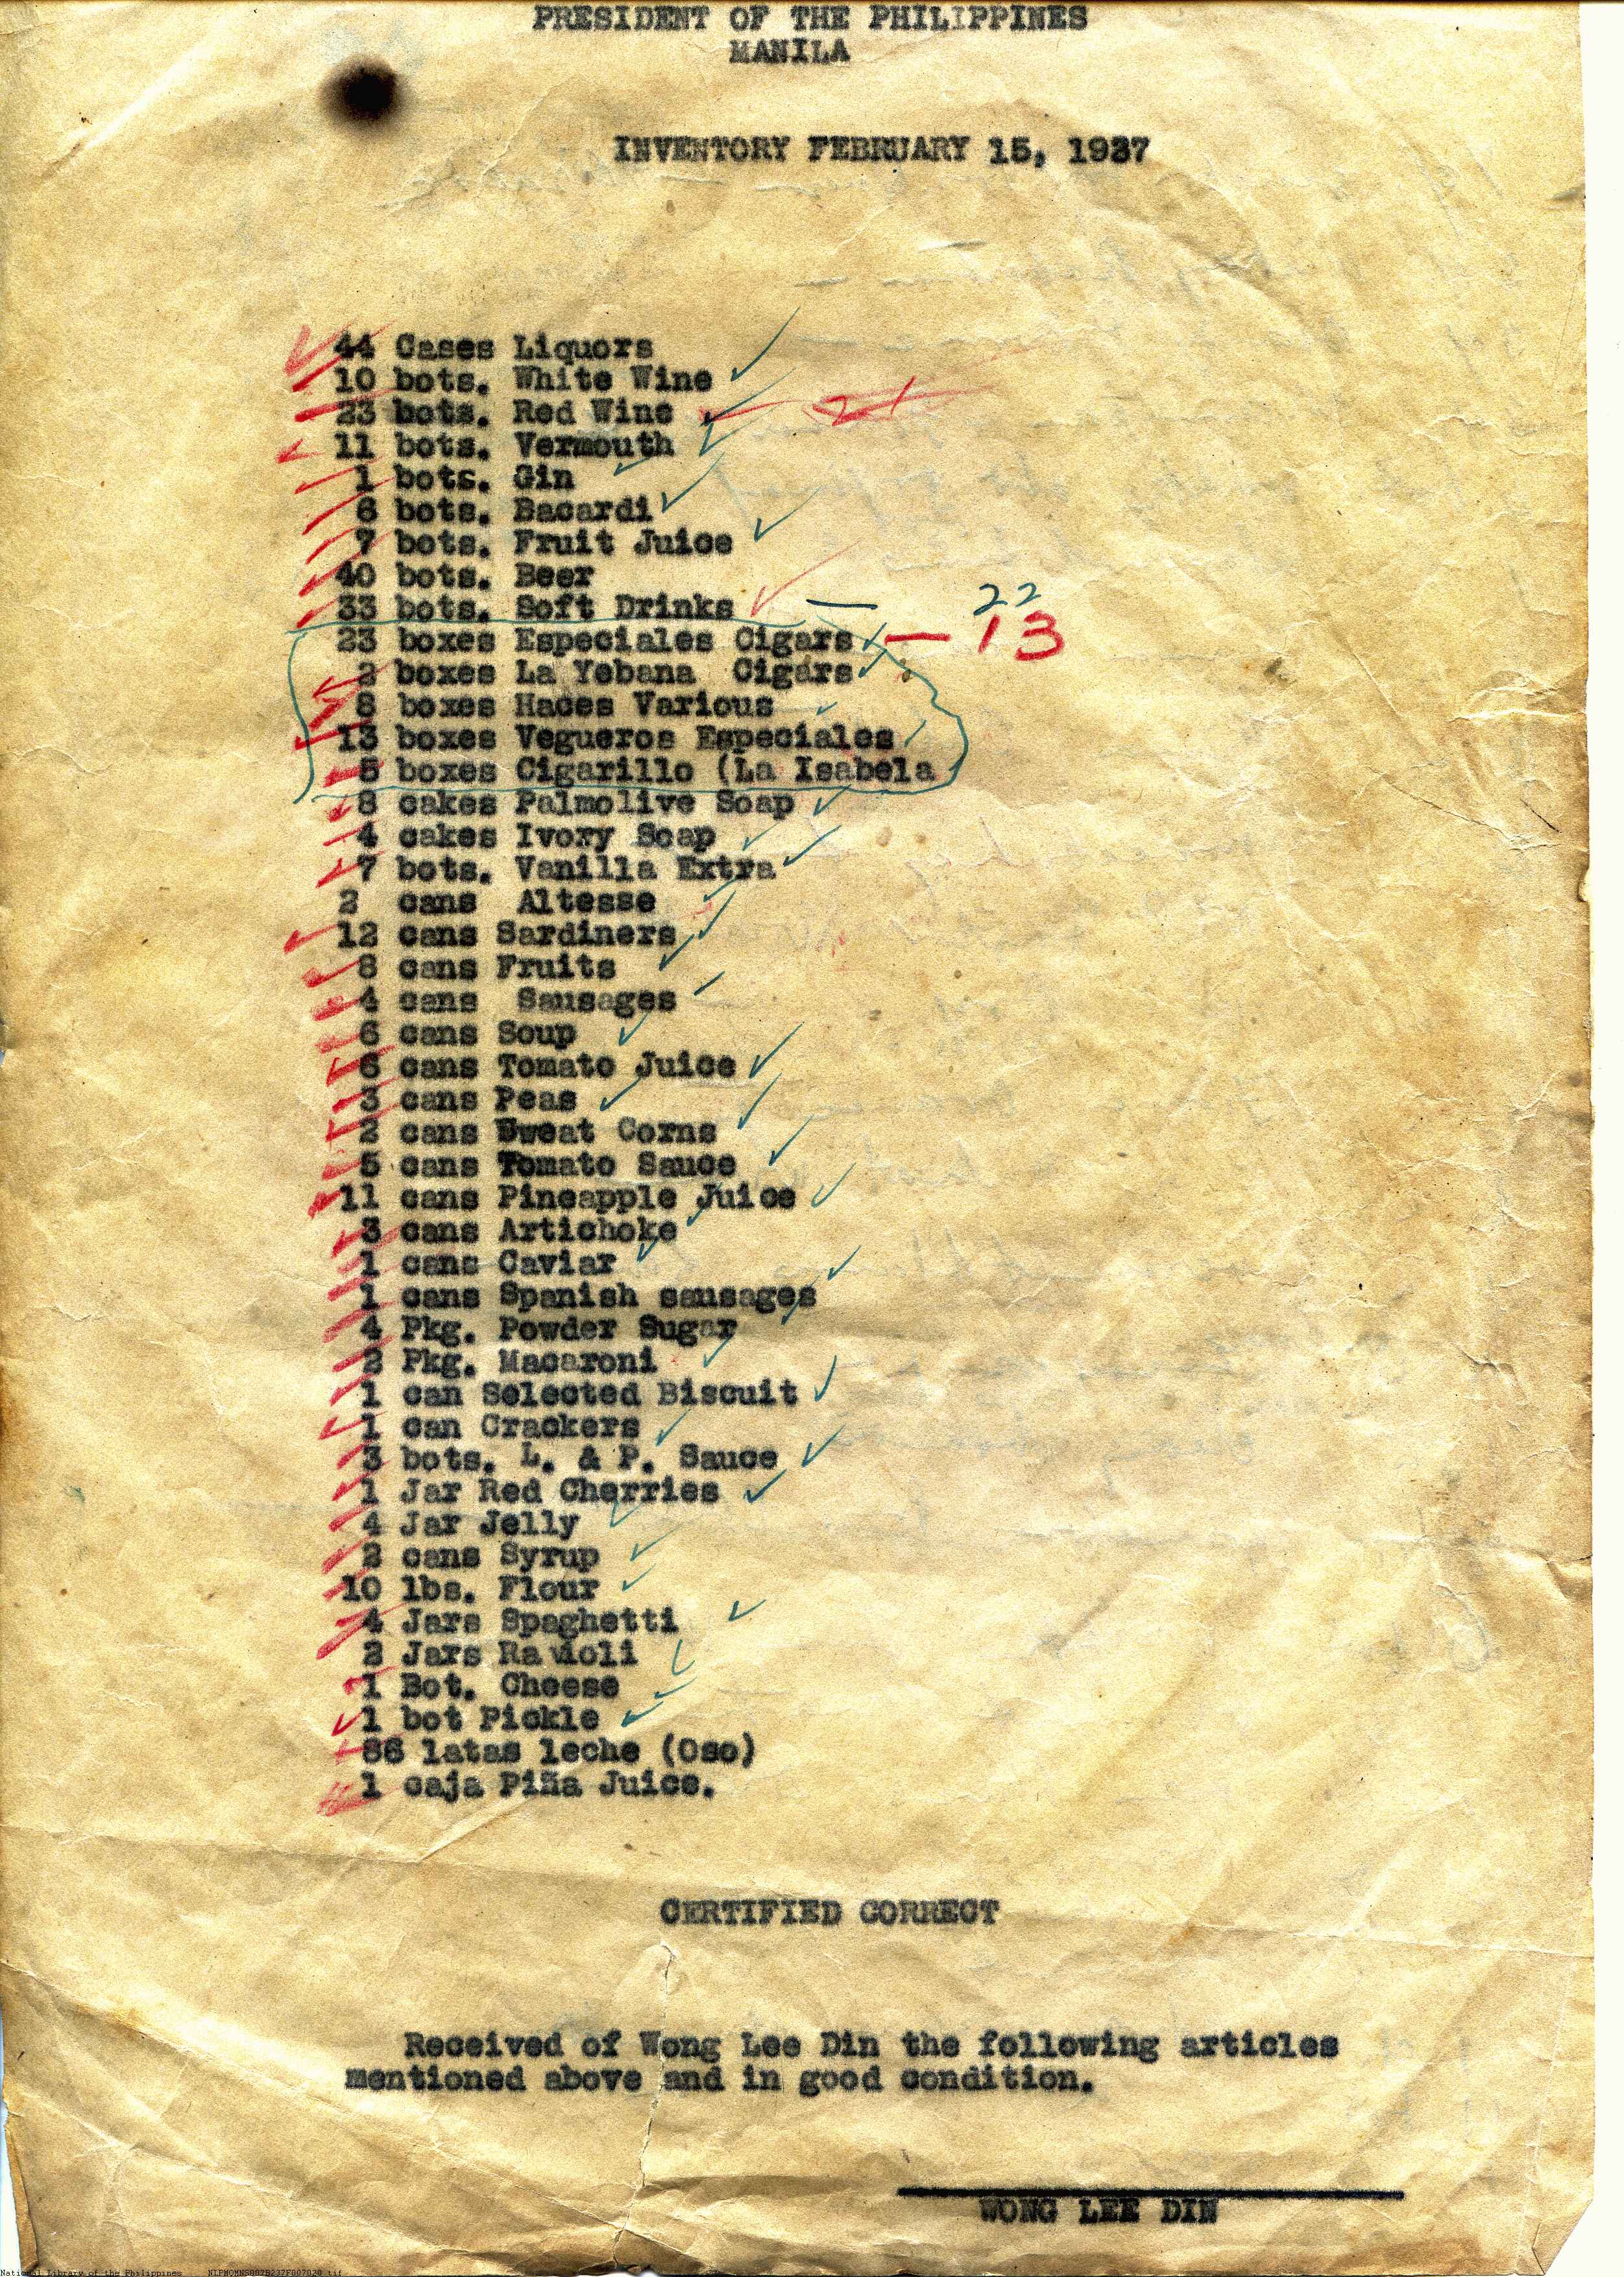 PRESIDENT OF THE PHILIPPINES
MANILA
INVENTORY FEBRUARY 15, 1937
44 Cases Liquors
10 bots. White Wine
23 bots. Red Wine 21
11 bots. Vermouth
1 bots. Gin
6 bots. Bacardi
7 bots. Fruit Juice
40 bots. Beer
33 bots. Soft Drinks — 22
23 boxes Especiales Cigars — 13
2 boxes La Yebana Cigars
8 boxes Haces Various
13 boxes Vegueros Especiales
5 boxes Cigarillo (La Isabela
8 cakes Palmolive Soap
4 cakes Ivory Soap
7 bots. Vanilla Extra
2 cans Altesse
12 cans Sardiners
8 cans Fruits
4 cans Sausages
6 cans Soup
6 cans Tomato Juice
3 cans Peas
2 cans Sweat Corns
5 cans Tomato Sauce
11 cans Pineapple Juice
3 cans Artichoke
1 cans Caviar
1 cans Spanish sausages
4 Pkg. Powder Sugar
2 Pkg. Macaroni
1 can Selected Biscuit
1 can Crackers
3 bots. L. & P. Sauce
1 Jar Red Cherries
4 Jar Jelly
2 cans Syrup
10 lbs. Flour
4 Jars Spaghetti
2 Jars Ravioli
1 Bot. Cheese
1 bot Pickle
86 latas leche (Oso)
1 caja Piña Juice.
CERTIFIED CORRECT
Received of Wong Lee Din the following articles
mentioned above and in good condition.
WONG LEE DIN
National Library of the Philippines